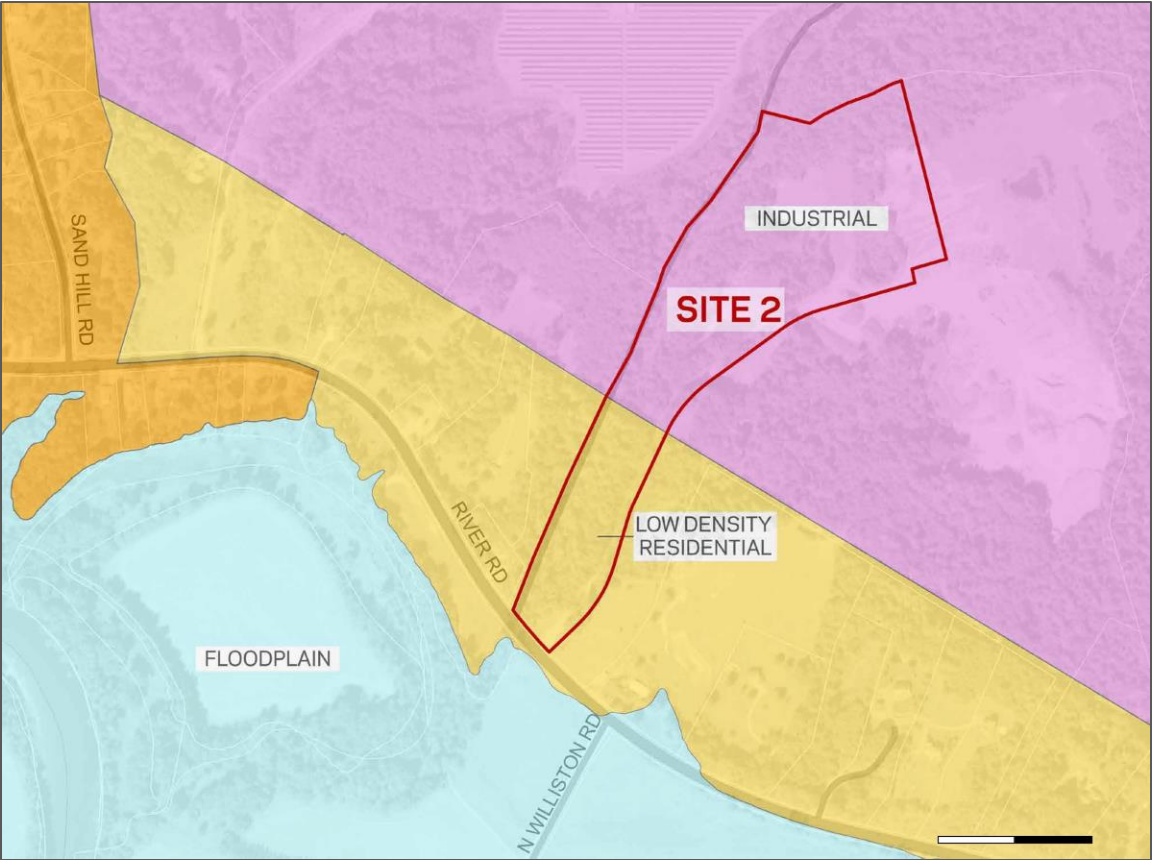 SAND HILL RD
INDUSTRIAL
SITE 2
RIVER RD
LOW DENSITY
RESIDENTIAL
FLOODPLAIN
N WILLISTON RD